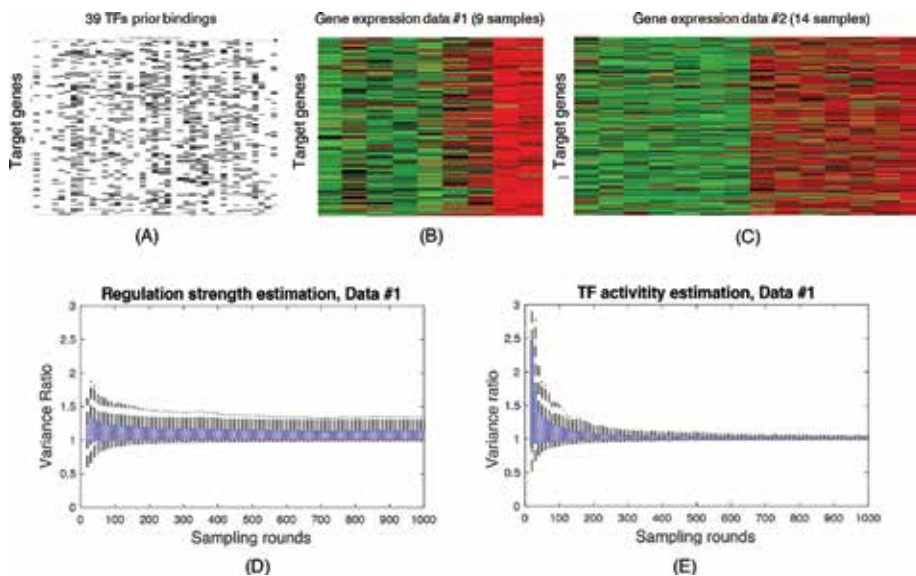 39 TFs prior bindings
Gene expression data #1 (9 samples)
Gene expression data #2 (14 samples)
Target genes
Target genes
Target genes
(A)
(B)
(C)
Regulation strength estimation, Data #1
Variance Ratio
3
2.5
2
1.5
1
0.5
0
0 100 200 300 400 500 600 700 800 900 1000
Sampling rounds
(D)
TF activitity estimation, Data #1
Variance ratio
3
2.5
2
1.5
1
0.5
0
0 100 200 300 400 500 600 700 800 900 1000
Sampling rounds
(E)